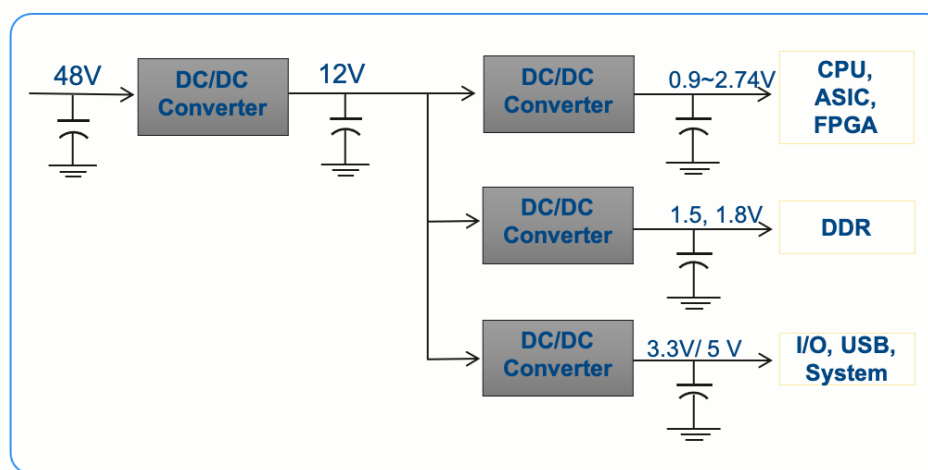 48V
DC/DC
Converter
12V
DC/DC
Converter
0.9~2.74V
CPU,
ASIC,
FPGA
DC/DC
Converter
1.5, 1.8V
DDR
DC/DC
Converter
3.3V/ 5 V
I/O, USB,
System